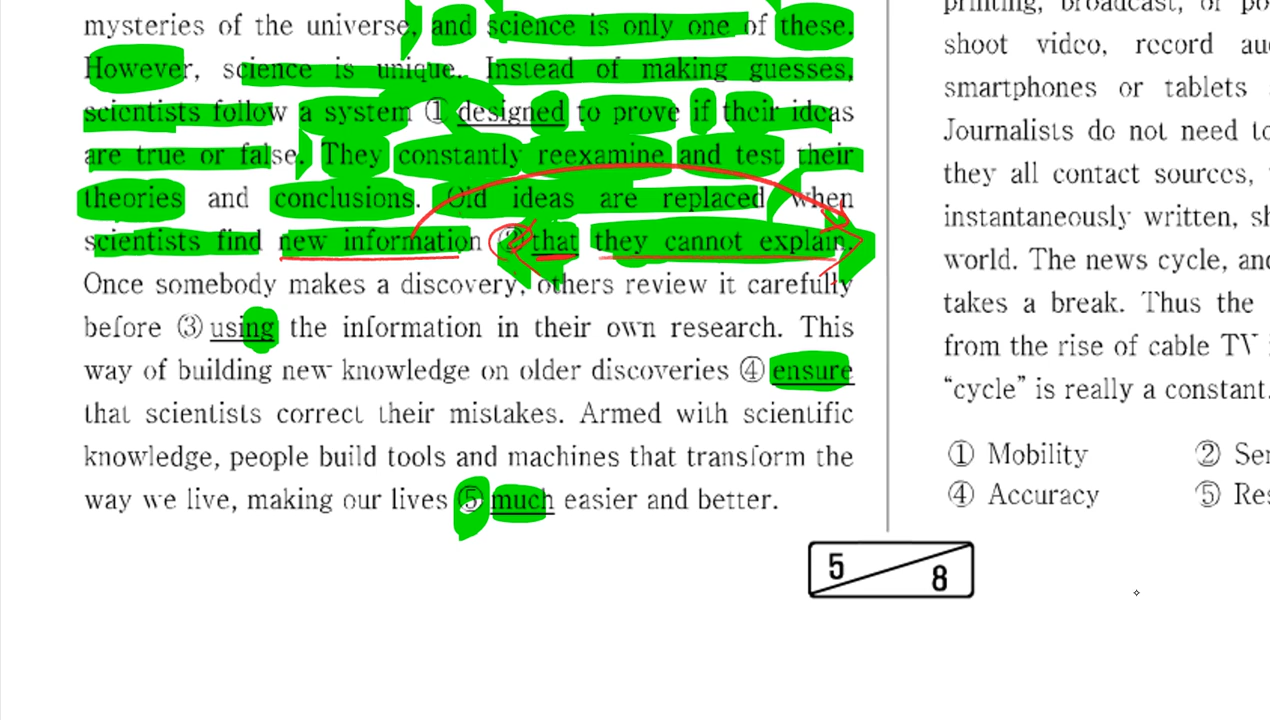 mysteries of the universe, and science is only one of these.
However, science is unique. Instead of making guesses,
scientists follow a system ① designed to prove if their ideas
are true or false. They constantly reexamine and test their
theories and conclusions. Old ideas are replaced when
scientists find new information ② that they cannot explain.
Once somebody makes a discovery, others review it carefully
before ③ using the information in their own research. This
way of building new knowledge on older discoveries ④ ensure
that scientists correct their mistakes. Armed with scientific
knowledge, people build tools and machines that transform the
way we live, making our lives ⑤ much easier and better.
printing, broadcast, or
shoot video, record
smartphones or tablets
Journalists do not need to
they all contact sources,
instantaneously written,
world. The news cycle,
takes a break. Thus the
from the rise of cable TV
"cycle" is really a constant.
① Mobility ②
④ Accuracy ⑤
5 8